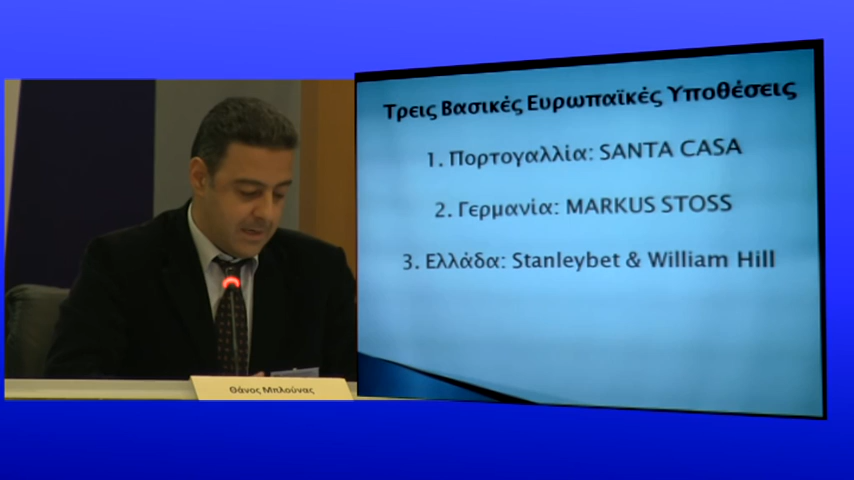 Τρεις Βασικές Ευρωπαϊκές Υποθέσεις
1. Πορτογαλλία: SANTA CASA
2. Γερμανία: MARKUS STOSS
3. Ελλάδα: Stanleybet & William Hill
Θάνος Μπλούνας